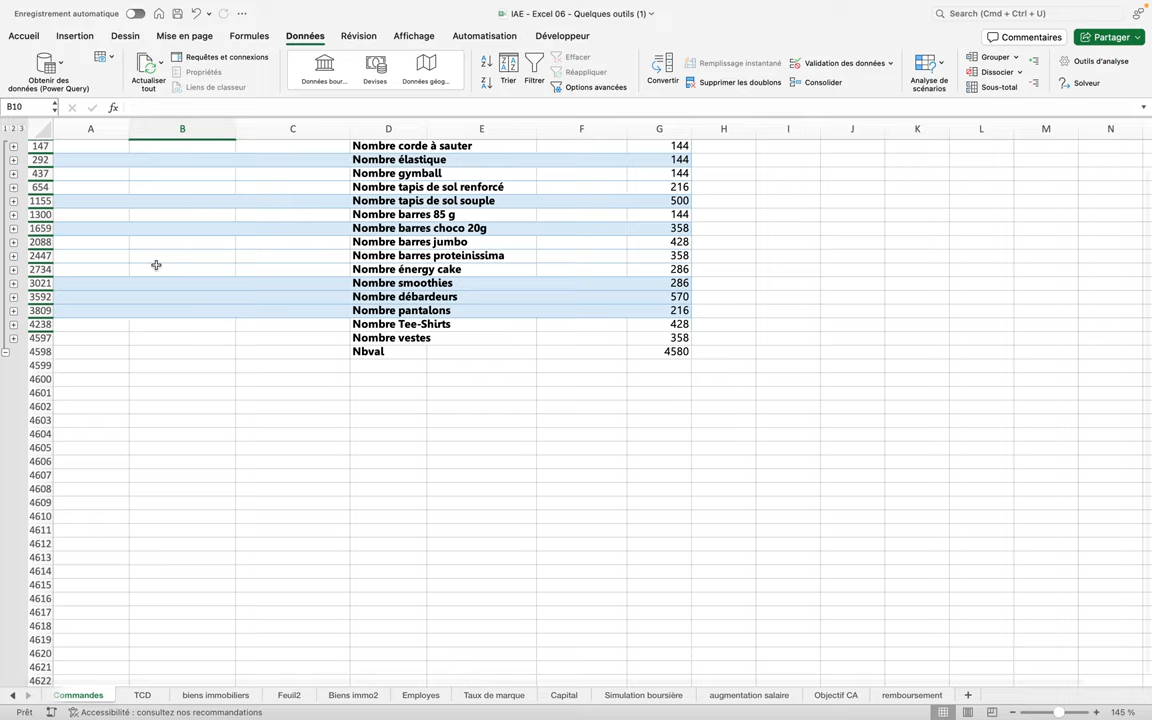 Enregistrement automatique
IAE - Excel 06 - Quelques outils (1)
Search (Cmd + Ctrl + U)
Accueil Insertion Dessin Mise en page Formules Données Révision Affichage Automatisation Développeur
Commentaires Partager
Obtenir des données (Power Query)
Actualiser tout
Requêtes et connexions
Propriétés
Liens de classeur
Données bour...
Devises
Données géog...
Trier
Filtrer
Effacer
Réappliquer
Options avancées
Convertir
Remplissage instantané
Supprimer les doublons
Validation des données
Consolider
Analyse de scénarios
Grouper
Dissocier
Sous-total
Outils d'analyse
Solveur
B10 fx
1 2 3 A B C D E F G H I J K L M N
147 Nombre corde à sauter 144
292 Nombre élastique 144
437 Nombre gymball 144
654 Nombre tapis de sol renforcé 216
1155 Nombre tapis de sol souple 500
1300 Nombre barres 85 g 144
1659 Nombre barres choco 20g 358
2088 Nombre barres jumbo 428
2447 Nombre barres proteinissima 358
2734 Nombre énergy cake 286
3021 Nombre smoothies 286
3592 Nombre débardeurs 570
3809 Nombre pantalons 216
4238 Nombre Tee-Shirts 428
4597 Nombre vestes 358
4598 Nbval 4580
4599
4600
4601
4602
4603
4604
4605
4606
4607
4608
4609
4610
4611
4612
4613
4614
4615
4616
4617
4618
4619
4620
4621
4622
Commandes TCD biens immobiliers Feuil2 Biens immo2 Employes Taux de marque Capital Simulation boursière augmentation salaire Objectif CA remboursement
Prêt Accessibilité : consultez nos recommandations 145 %